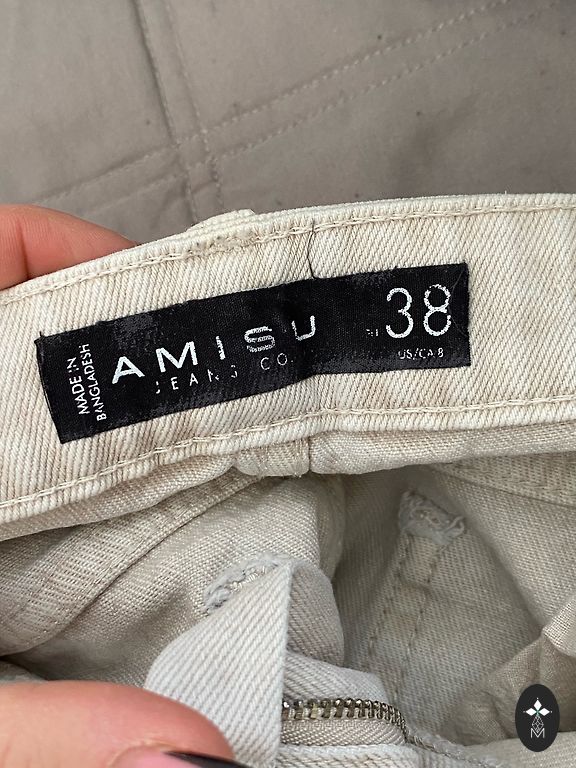 MADE IN
BANGLADESH
AMISU
JEANS CO.
38
US/CA 8
M